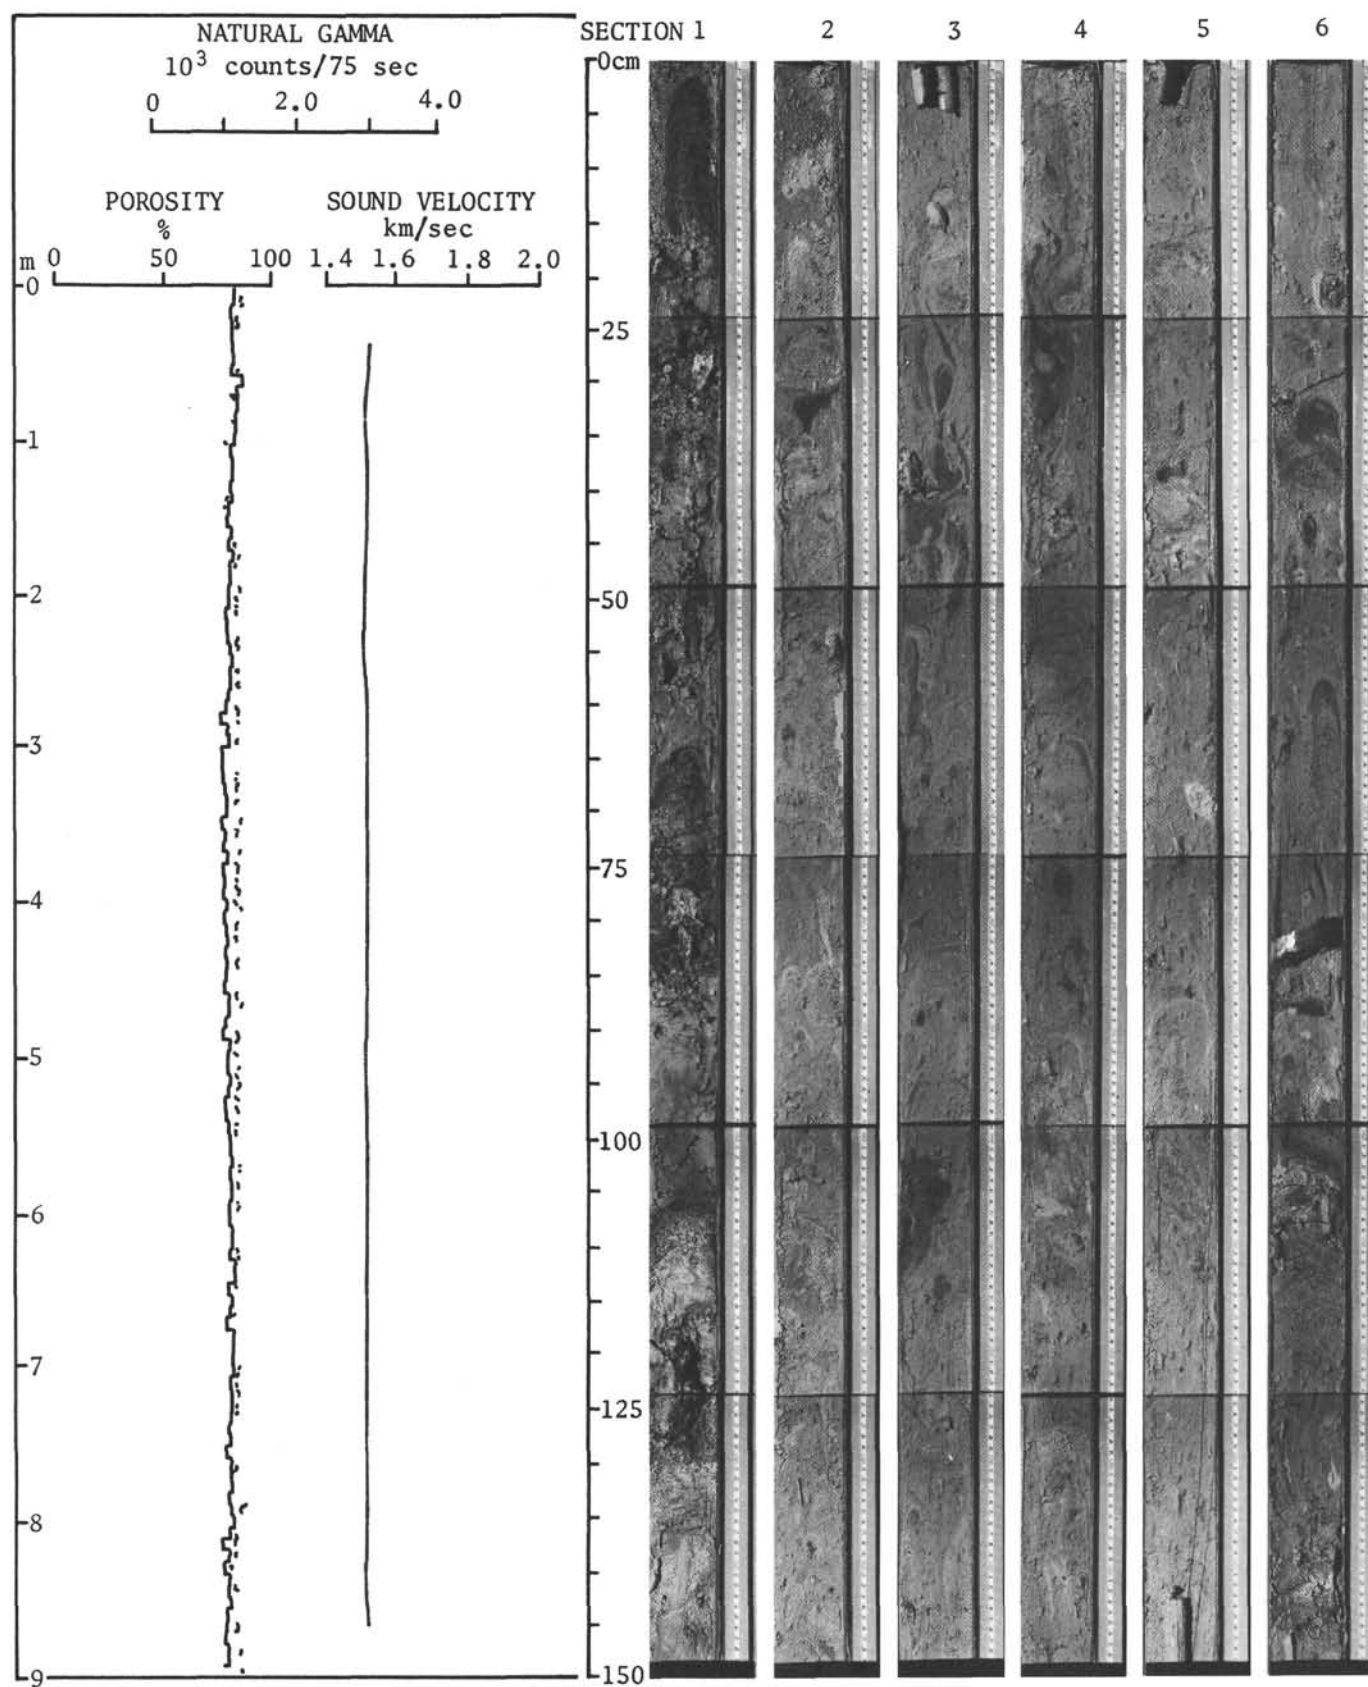 NATURAL GAMMA
10³ counts/75 sec
0 2.0 4.0
POROSITY
%
0 50 100
SOUND VELOCITY
km/sec
1.4 1.6 1.8 2.0
m
0
1
2
3
4
5
6
7
8
9
SECTION 1 2 3 4 5 6
0cm
25
50
75
100
125
150